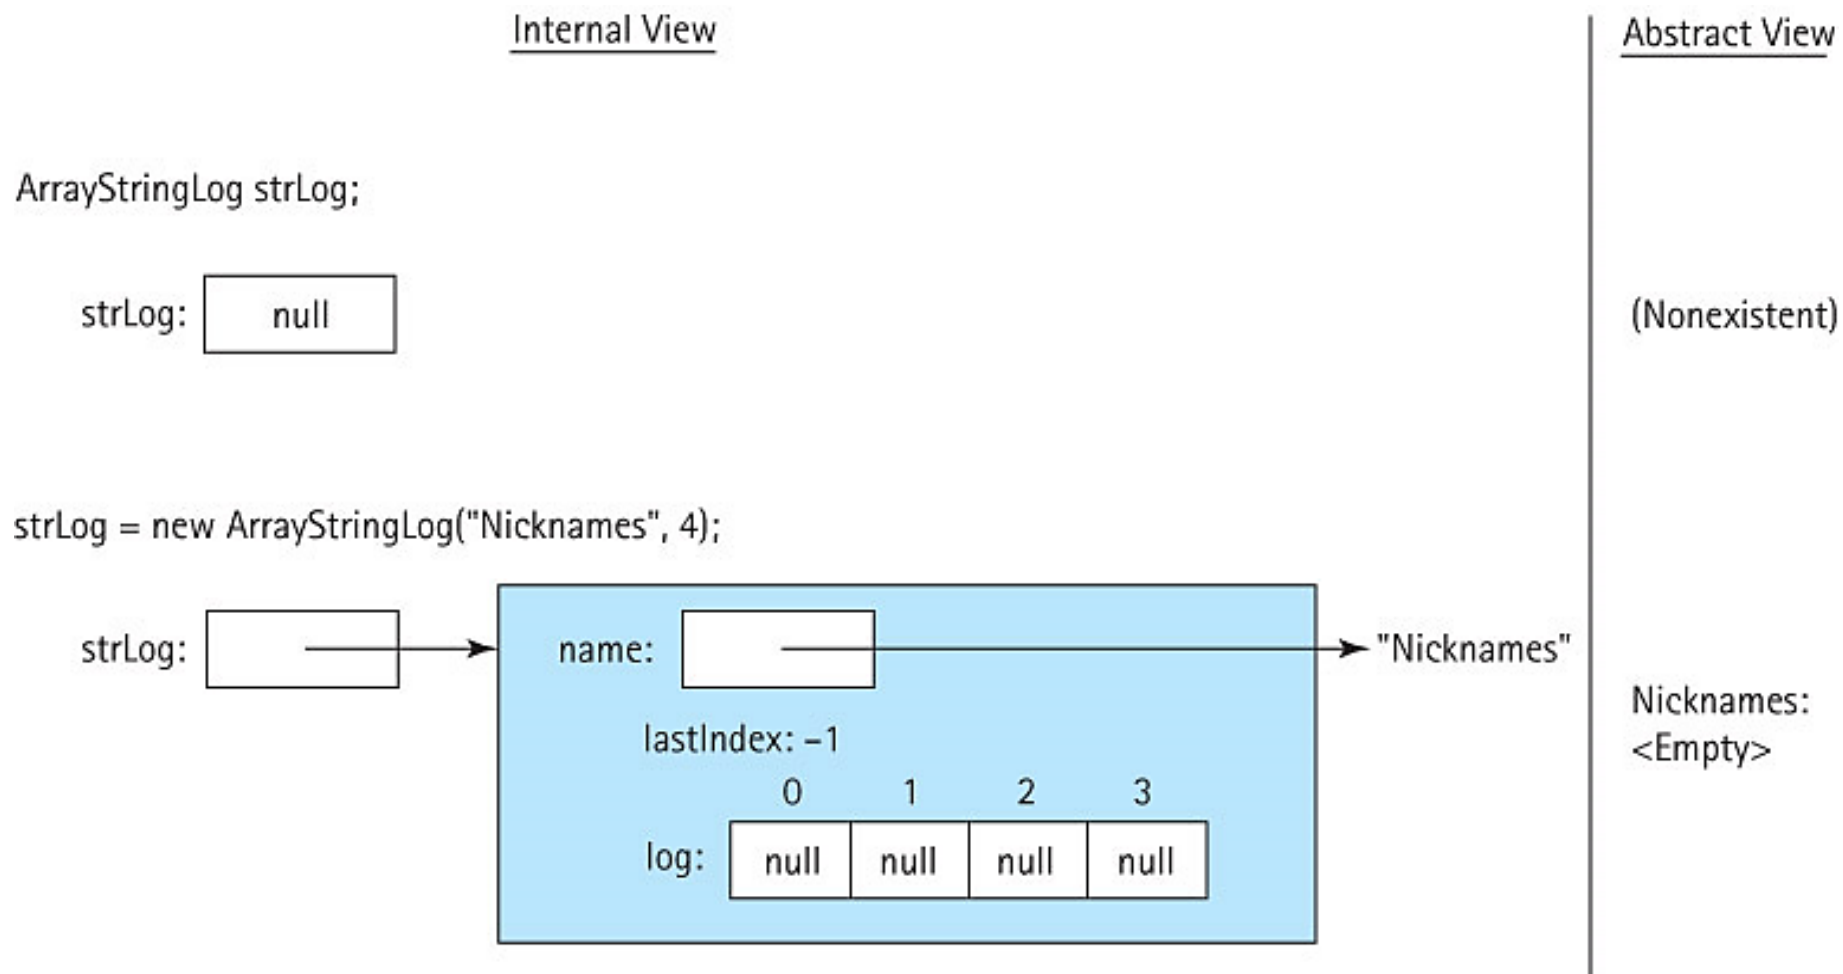 Internal View
Abstract View
ArrayStringLog strLog;
strLog: null
(Nonexistent)
strLog = new ArrayStringLog("Nicknames", 4);
strLog:
name:
"Nicknames"
Nicknames:
<Empty>
lastIndex: –1
0 1 2 3
log: null null null null